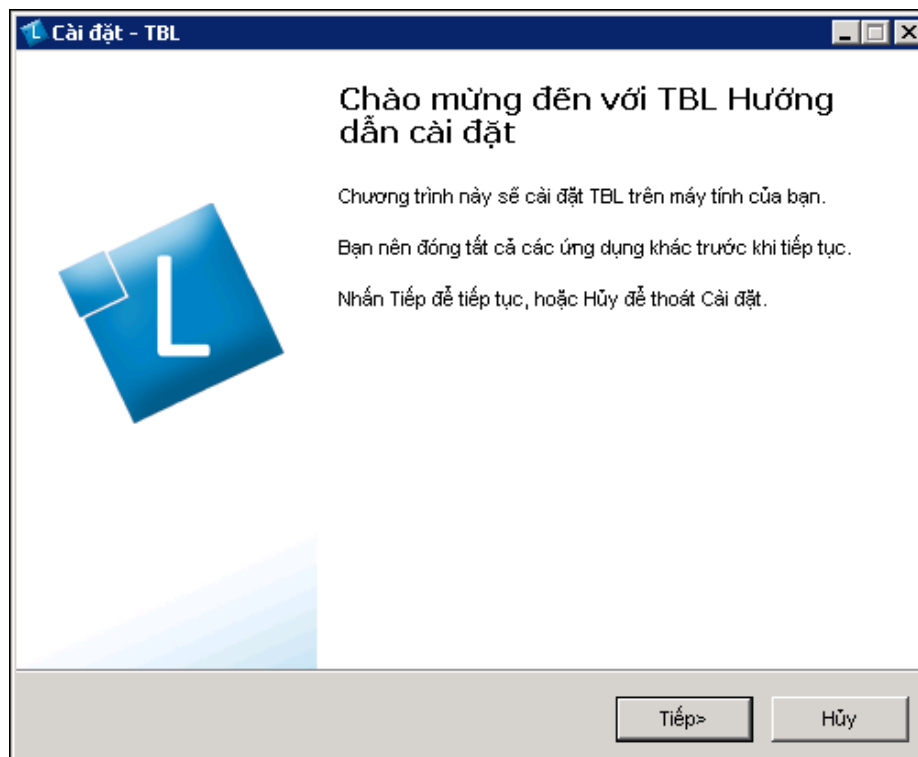 Cài đặt - TBL
Chào mừng đến với TBL Hướng
dẫn cài đặt
Chương trình này sẽ cài đặt TBL trên máy tính của bạn.
Bạn nên đóng tất cả các ứng dụng khác trước khi tiếp tục.
Nhấn Tiếp để tiếp tục, hoặc Hủy để thoát Cài đặt.
L
Tiếp>
Hủy